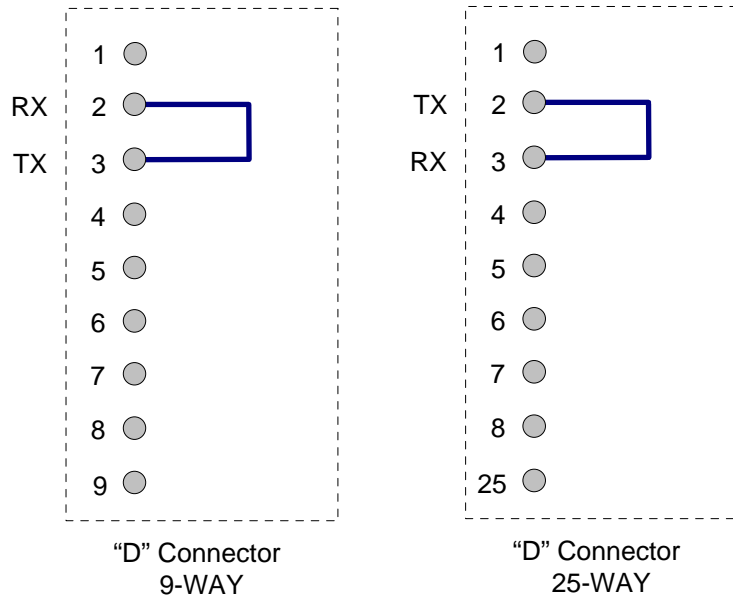 1
RX 2
TX 3
4
5
6
7
8
9
“D” Connector
9-WAY
1
TX 2
RX 3
4
5
6
7
8
25
“D” Connector
25-WAY